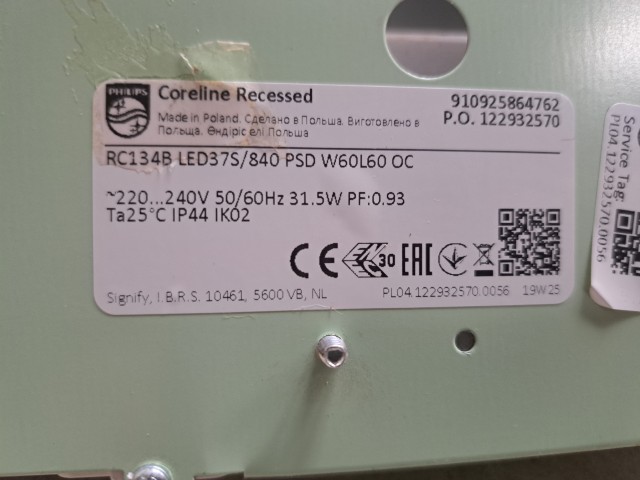 PHILIPS
Coreline Recessed
910925864762
Made in Poland. Сделано в Польша. Виготовлено в
Польща. Өндіріс елі Польша
P.O. 122932570
RC134B LED37S/840 PSD W60L60 OC
~220...240V 50/60Hz 31.5W PF:0.93
Ta25°C IP44 IK02
CE
30
EAC
Signify, I.B.R.S. 10461, 5600 VB, NL
PL04.122932570.0056
19W25
Service Tag:
PL04.122932570.0056